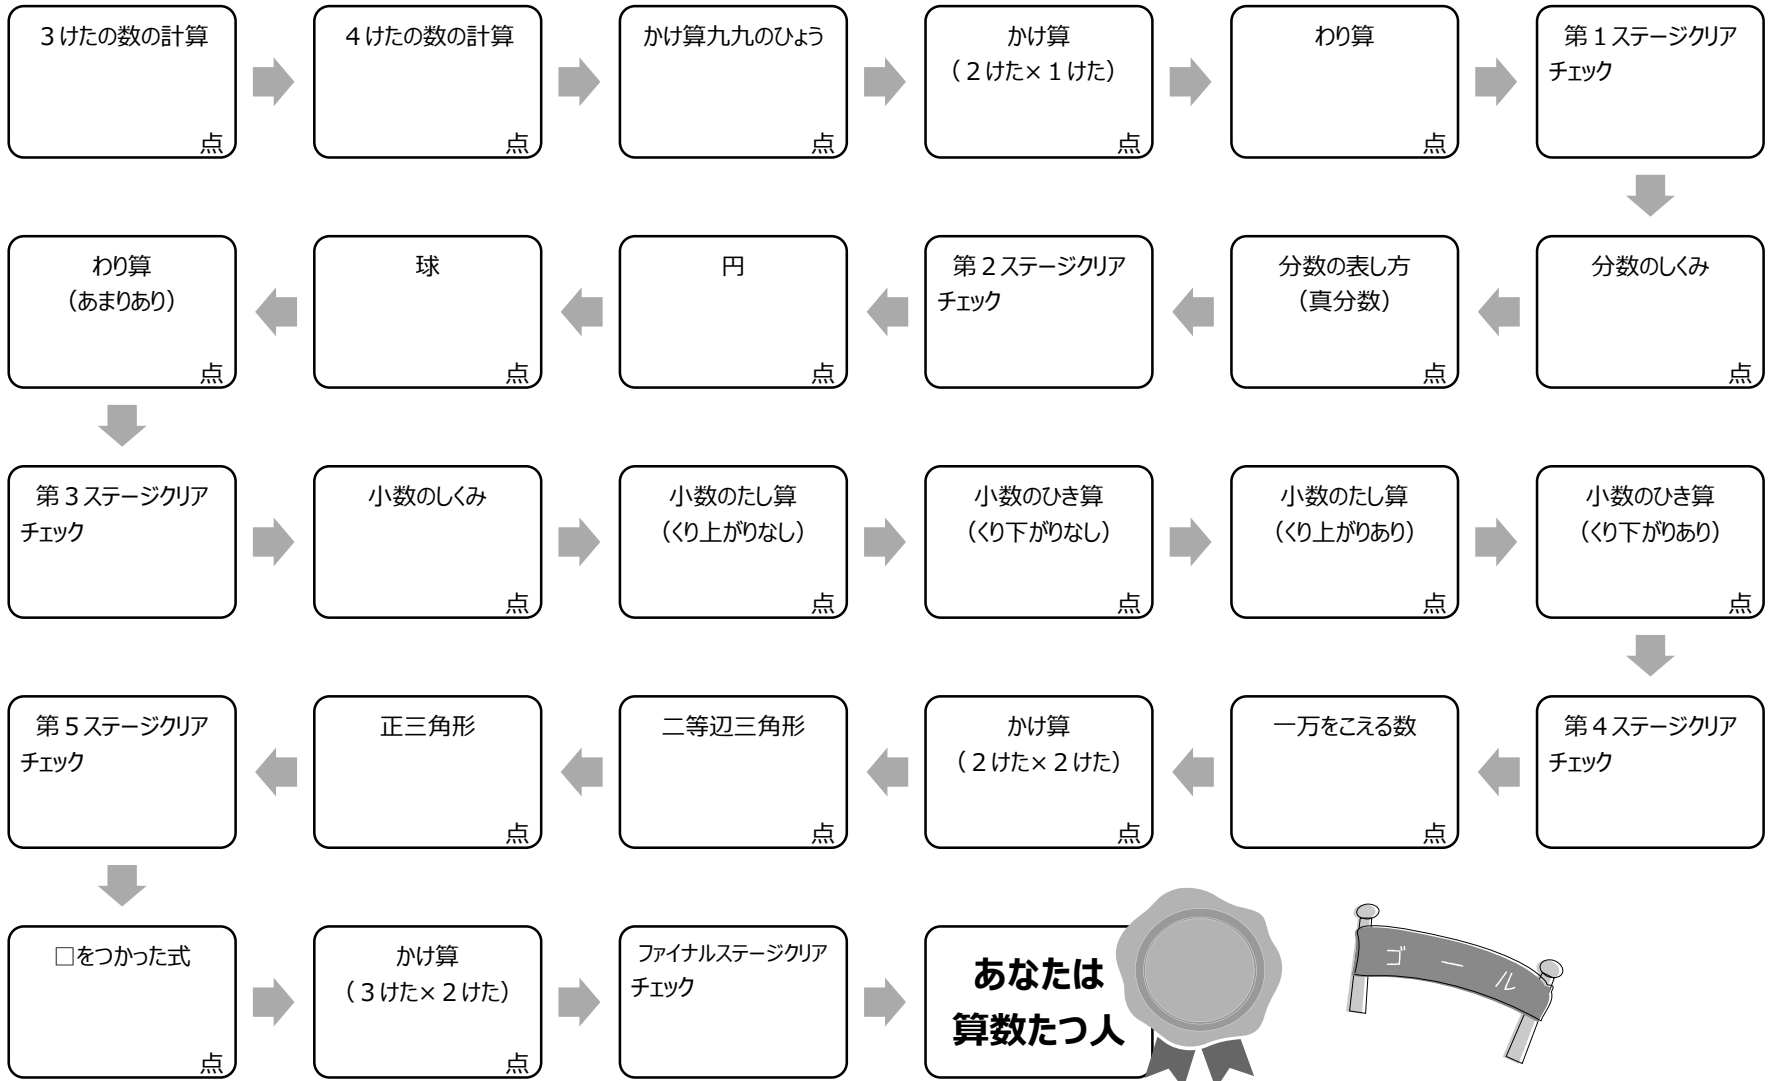 3けたの数の計算
点
4けたの数の計算
点
かけ算九九のひょう
点
かけ算
(2けた×1けた)
点
わり算
点
第1ステージクリア
チェック
分数のしくみ
点
分数の表し方
(真分数)
点
第2ステージクリア
チェック
円
点
球
点
わり算
(あまりあり)
点
第3ステージクリア
チェック
小数のしくみ
点
小数のたし算
(くり上がりなし)
点
小数のひき算
(くり下がりなし)
点
小数のたし算
(くり上がりあり)
点
小数のひき算
(くり下がりあり)
点
第4ステージクリア
チェック
一万をこえる数
点
かけ算
(2けた×2けた)
点
二等辺三角形
点
正三角形
点
第5ステージクリア
チェック
□をつかった式
点
かけ算
(3けた×2けた)
点
ファイナルステージクリア
チェック
あなたは
算数たつ人
ゴール